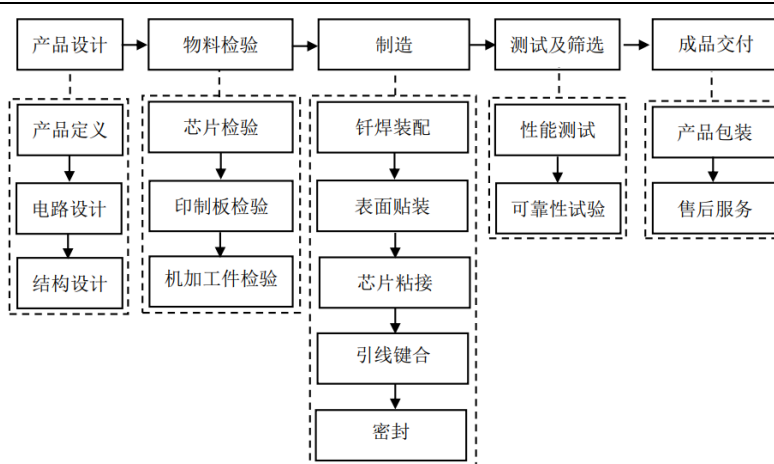 产品设计
物料检验
制造
测试及筛选
成品交付
产品定义
电路设计
结构设计
芯片检验
印制板检验
机加工件检验
钎焊装配
表面贴装
芯片粘接
引线键合
密封
性能测试
可靠性试验
产品包装
售后服务